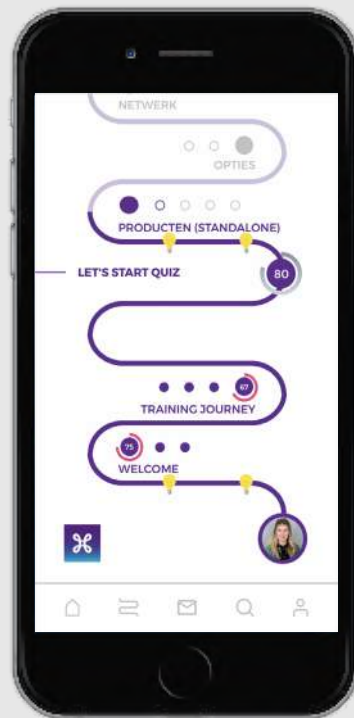 NETWERK
OPTIES
PRODUCTEN (STANDALONE)
LET'S START QUIZ
80
67
TRAINING JOURNEY
75
WELCOME